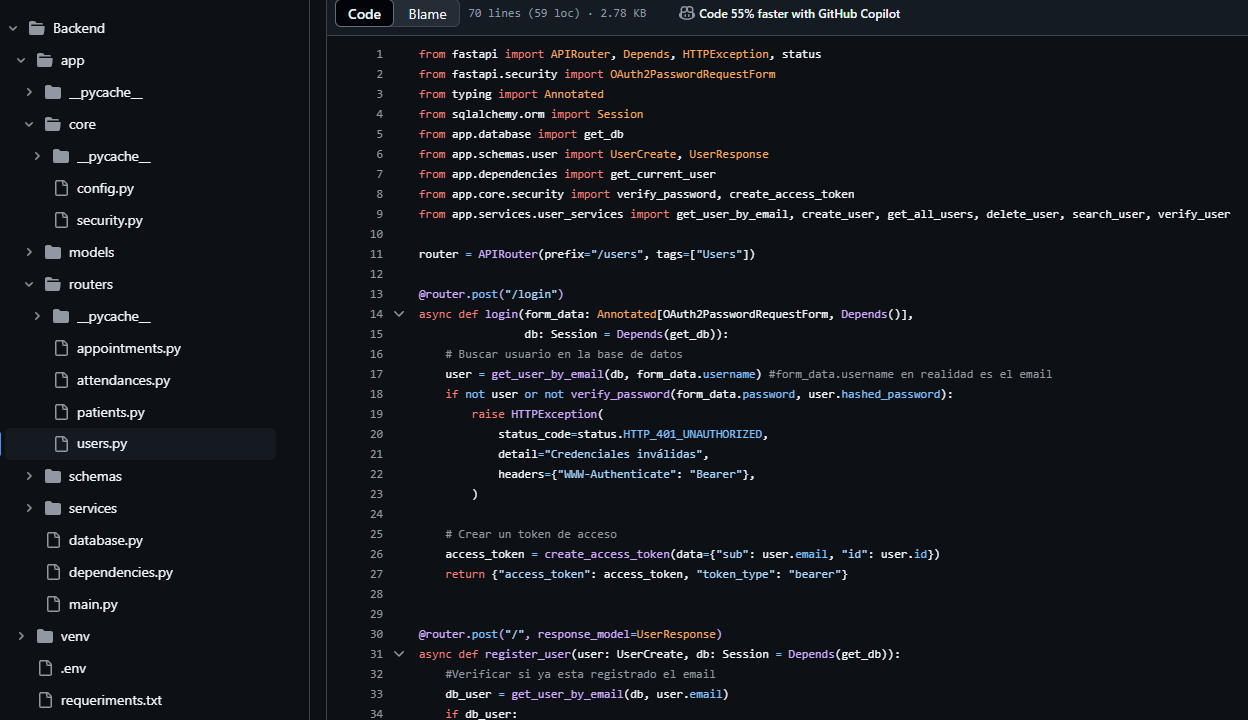 Backend
app
__pycache__
core
__pycache__
config.py
security.py
models
routers
__pycache__
appointments.py
attendances.py
patients.py
users.py
schemas
services
database.py
dependencies.py
main.py
venv
.env
requeriments.txt
Code Blame 70 lines (59 loc) · 2.78 KB Code 55% faster with GitHub Copilot
1 from fastapi import APIRouter, Depends, HTTPException, status
2 from fastapi.security import OAuth2PasswordRequestForm
3 from typing import Annotated
4 from sqlalchemy.orm import Session
5 from app.database import get_db
6 from app.schemas.user import UserCreate, UserResponse
7 from app.dependencies import get_current_user
8 from app.core.security import verify_password, create_access_token
9 from app.services.user_services import get_user_by_email, create_user, get_all_users, delete_user, search_user, verify_user
10
11 router = APIRouter(prefix="/users", tags=["Users"])
12
13 @router.post("/login")
14 async def login(form_data: Annotated[OAuth2PasswordRequestForm, Depends()],
15 db: Session = Depends(get_db)):
16 # Buscar usuario en la base de datos
17 user = get_user_by_email(db, form_data.username) #form_data.username en realidad es el email
18 if not user or not verify_password(form_data.password, user.hashed_password):
19 raise HTTPException(
20 status_code=status.HTTP_401_UNAUTHORIZED,
21 detail="Credenciales inválidas",
22 headers={"WWW-Authenticate": "Bearer"},
23 )
24
25 # Crear un token de acceso
26 access_token = create_access_token(data={"sub": user.email, "id": user.id})
27 return {"access_token": access_token, "token_type": "bearer"}
28
29
30 @router.post("/", response_model=UserResponse)
31 async def register_user(user: UserCreate, db: Session = Depends(get_db)):
32 #Verificar si ya esta registrado el email
33 db_user = get_user_by_email(db, user.email)
34 if db_user: